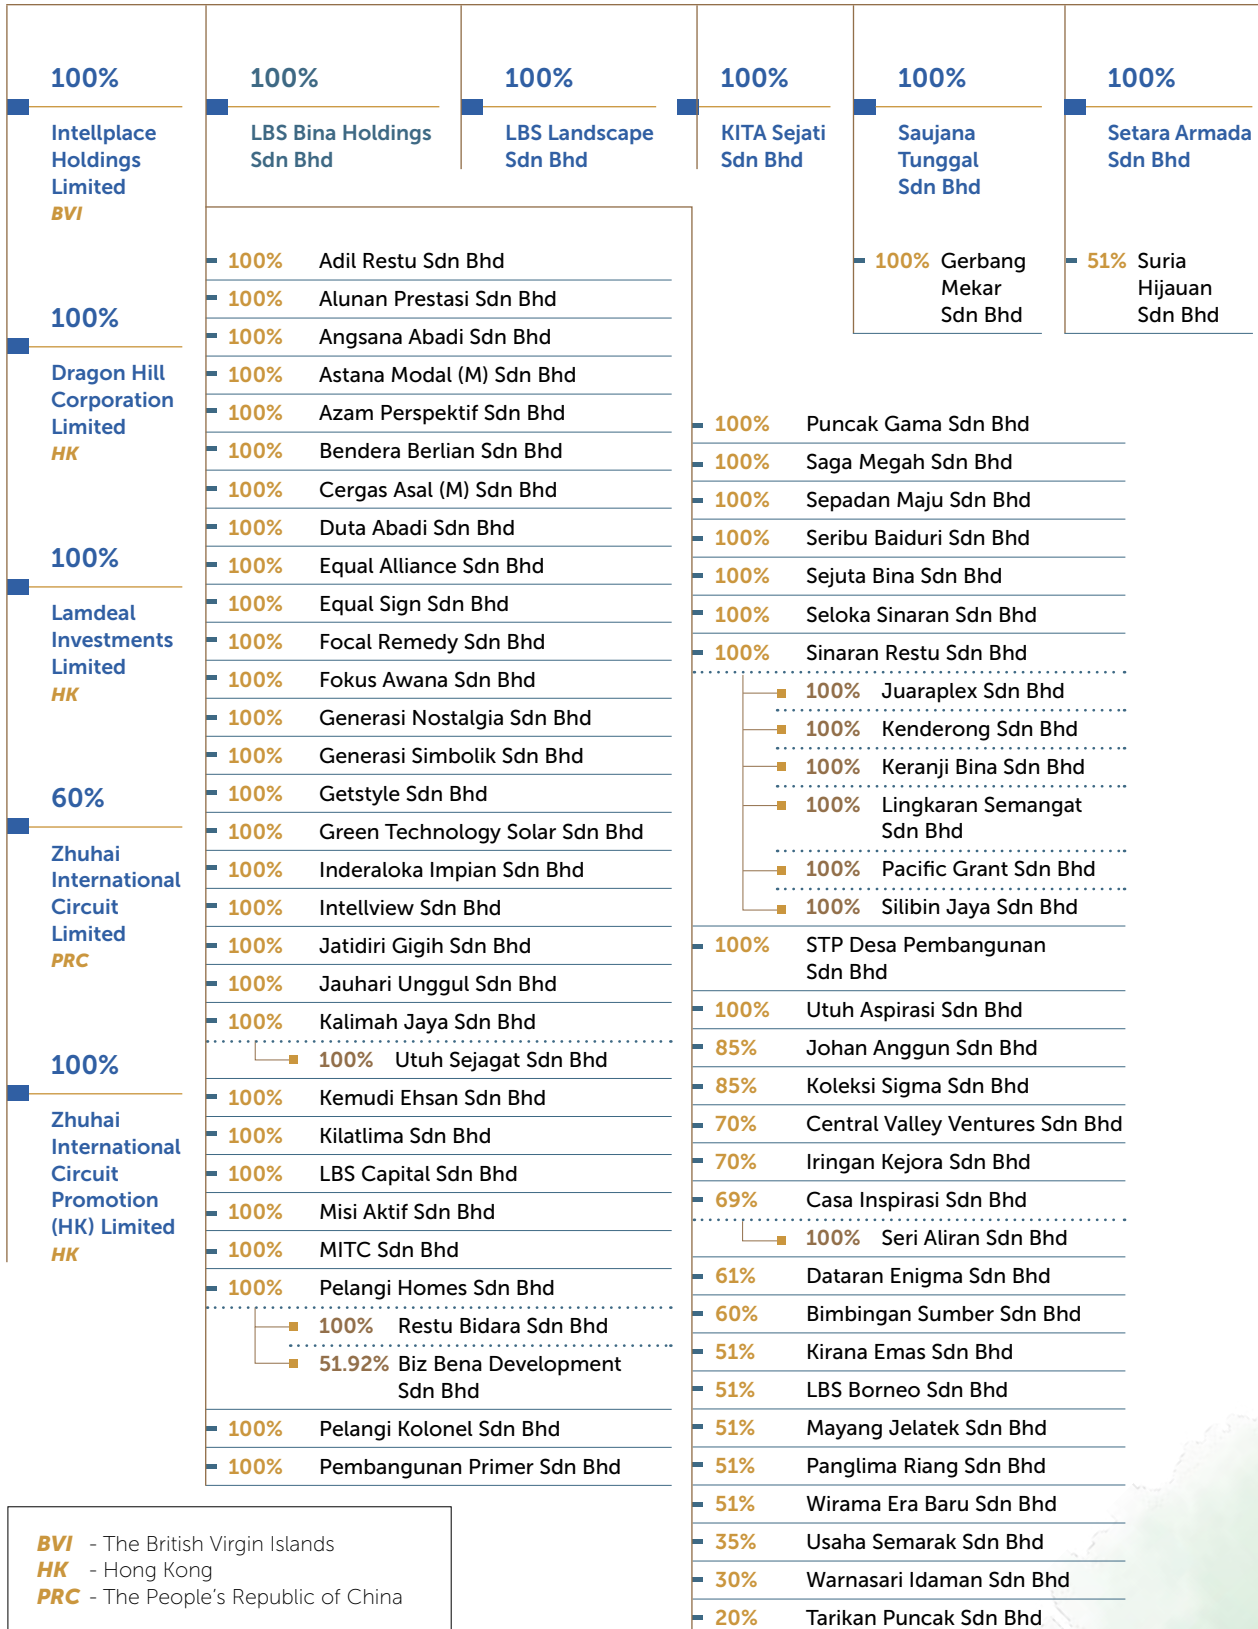 100%
Intellplace
Holdings
Limited
BVI
100%
Dragon Hill
Corporation
Limited
HK
100%
Lamdeal
Investments
Limited
HK
60%
Zhuhai
International
Circuit
Limited
PRC
100%
Zhuhai
International
Circuit
Promotion
(HK) Limited
HK
100%
LBS Bina Holdings
Sdn Bhd
100% Adil Restu Sdn Bhd
100% Alunan Prestasi Sdn Bhd
100% Angsana Abadi Sdn Bhd
100% Astana Modal (M) Sdn Bhd
100% Azam Perspektif Sdn Bhd
100% Bendera Berlian Sdn Bhd
100% Cergas Asal (M) Sdn Bhd
100% Duta Abadi Sdn Bhd
100% Equal Alliance Sdn Bhd
100% Equal Sign Sdn Bhd
100% Focal Remedy Sdn Bhd
100% Fokus Awana Sdn Bhd
100% Generasi Nostalgia Sdn Bhd
100% Generasi Simbolik Sdn Bhd
100% Getstyle Sdn Bhd
100% Green Technology Solar Sdn Bhd
100% Inderaloka Impian Sdn Bhd
100% Intellview Sdn Bhd
100% Jatidiri Gigih Sdn Bhd
100% Jauhari Unggul Sdn Bhd
100% Kalimah Jaya Sdn Bhd
100% Utuh Sejagat Sdn Bhd
100% Kemudi Ehsan Sdn Bhd
100% Kilatlima Sdn Bhd
100% LBS Capital Sdn Bhd
100% Misi Aktif Sdn Bhd
100% MITC Sdn Bhd
100% Pelangi Homes Sdn Bhd
100% Restu Bidara Sdn Bhd
51.92% Biz Bena Development
Sdn Bhd
100% Pelangi Kolonel Sdn Bhd
100% Pembangunan Primer Sdn Bhd
100% Puncak Gama Sdn Bhd
100% Saga Megah Sdn Bhd
100% Sepadan Maju Sdn Bhd
100% Seribu Baiduri Sdn Bhd
100% Sejuta Bina Sdn Bhd
100% Seloka Sinaran Sdn Bhd
100% Sinaran Restu Sdn Bhd
100% Juaraplex Sdn Bhd
100% Kenderong Sdn Bhd
100% Keranji Bina Sdn Bhd
100% Lingkaran Semangat
Sdn Bhd
100% Pacific Grant Sdn Bhd
100% Silibin Jaya Sdn Bhd
100% STP Desa Pembangunan
Sdn Bhd
100% Utuh Aspirasi Sdn Bhd
85% Johan Anggun Sdn Bhd
85% Koleksi Sigma Sdn Bhd
70% Central Valley Ventures Sdn Bhd
70% Iringan Kejora Sdn Bhd
69% Casa Inspirasi Sdn Bhd
100% Seri Aliran Sdn Bhd
61% Dataran Enigma Sdn Bhd
60% Bimbingan Sumber Sdn Bhd
51% Kirana Emas Sdn Bhd
51% LBS Borneo Sdn Bhd
51% Mayang Jelatek Sdn Bhd
51% Panglima Riang Sdn Bhd
51% Wirama Era Baru Sdn Bhd
35% Usaha Semarak Sdn Bhd
30% Warnasari Idaman Sdn Bhd
20% Tarikan Puncak Sdn Bhd
100%
LBS Landscape
Sdn Bhd
100%
KITA Sejati
Sdn Bhd
100%
Saujana
Tunggal
Sdn Bhd
100% Gerbang
Mekar
Sdn Bhd
100%
Setara Armada
Sdn Bhd
51% Suria
Hijauan
Sdn Bhd
BVI - The British Virgin Islands
HK - Hong Kong
PRC - The People's Republic of China